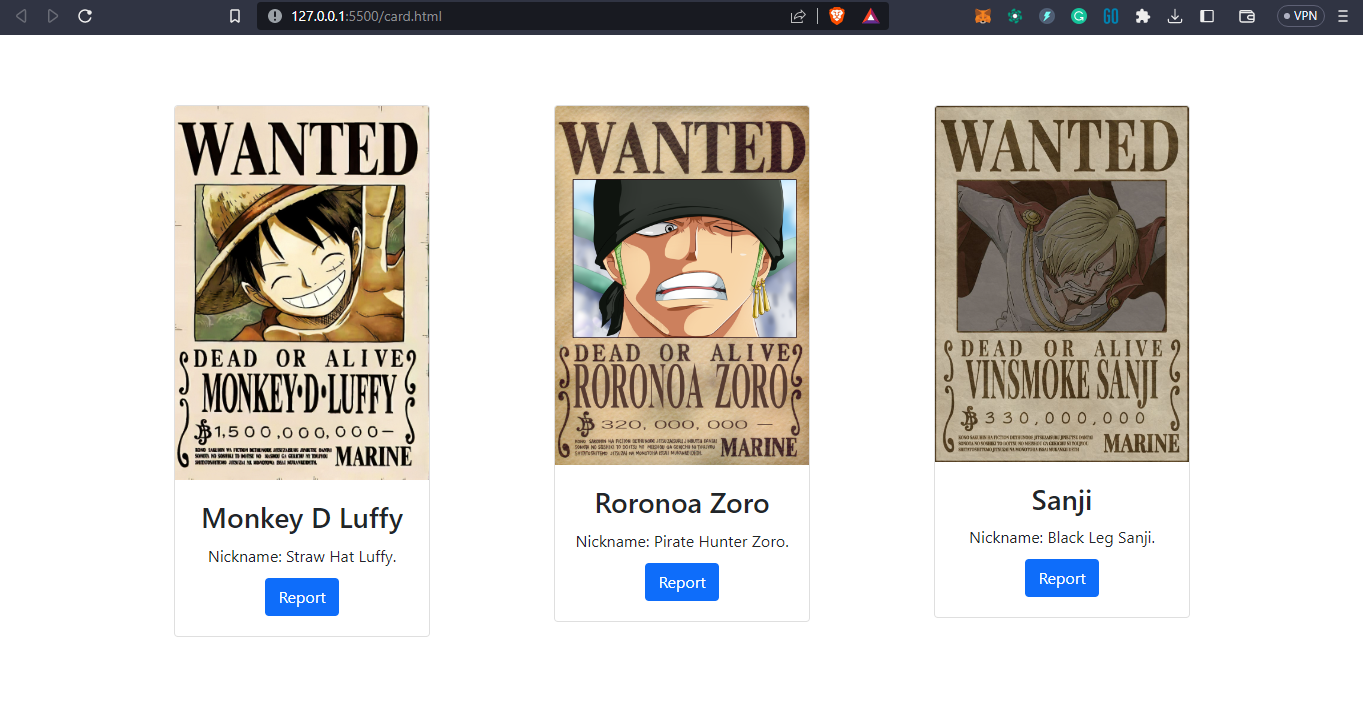 127.0.0.1:5500/card.html
GO
VPN
WANTED
DEAD OR ALIVE
MONKEY·D·LUFFY
1,500,000,000–
MARINE
Monkey D Luffy
Nickname: Straw Hat Luffy.
Report
WANTED
DEAD OR ALIVE
RORONOA ZORO
320,000,000 –
MARINE
Roronoa Zoro
Nickname: Pirate Hunter Zoro.
Report
WANTED
DEAD OR ALIVE
VINSMOKE SANJI
330,000,000
MARINE
Sanji
Nickname: Black Leg Sanji.
Report